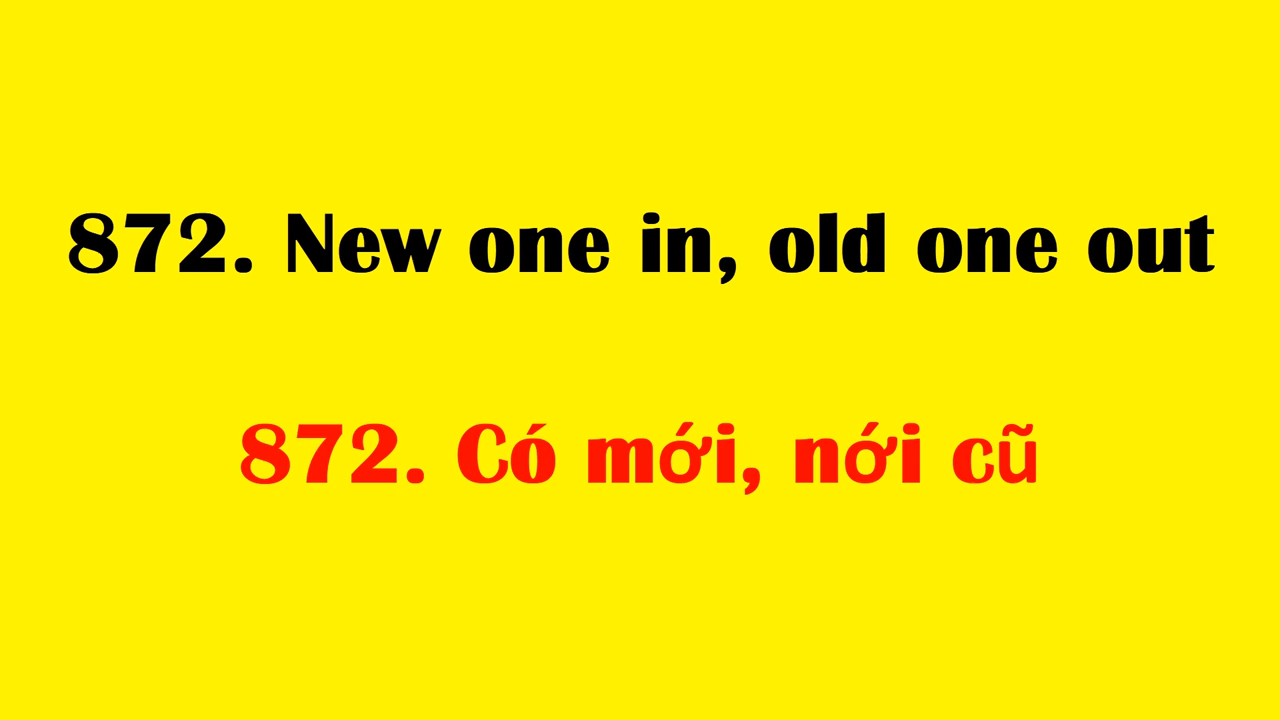 872. New one in, old one out
872. Có mới, nới cũ